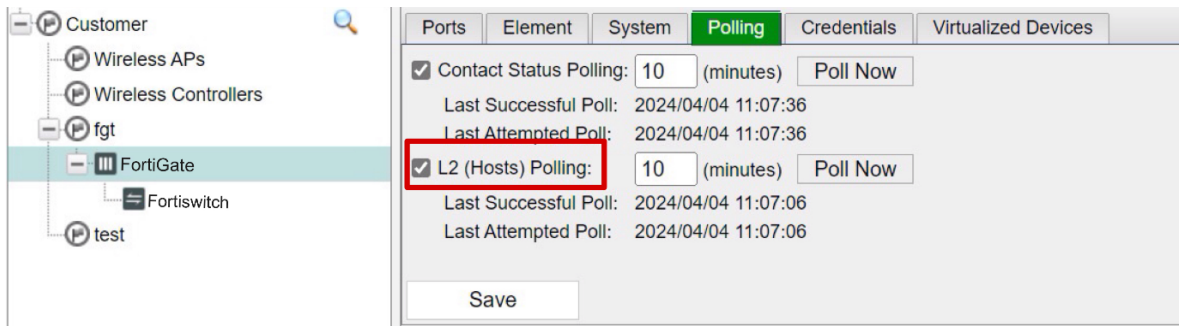 Customer
Wireless APs
Wireless Controllers
fgt
FortiGate
Fortiswitch
test
Ports Element System Polling Credentials Virtualized Devices
Contact Status Polling: 10 (minutes) Poll Now
Last Successful Poll: 2024/04/04 11:07:36
Last Attempted Poll: 2024/04/04 11:07:36
L2 (Hosts) Polling: 10 (minutes) Poll Now
Last Successful Poll: 2024/04/04 11:07:06
Last Attempted Poll: 2024/04/04 11:07:06
Save